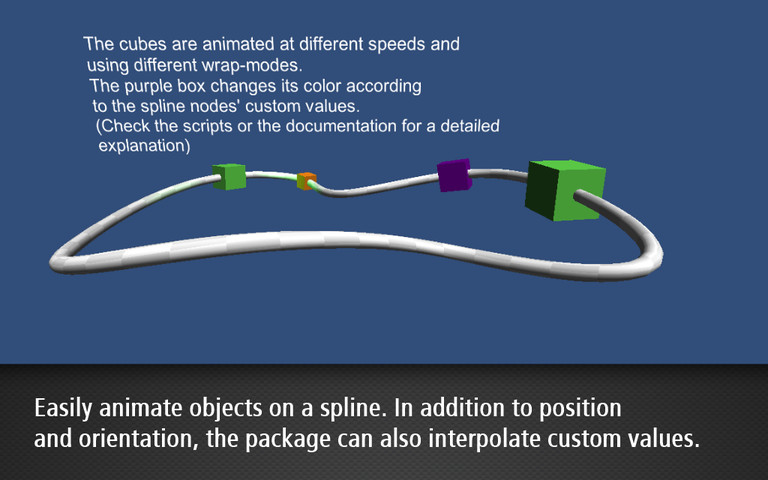 The cubes are animated at different speeds and
using different wrap-modes.
The purple box changes its color according
to the spline nodes' custom values.
(Check the scripts or the documentation for a detailed
explanation)
Easily animate objects on a spline. In addition to position
and orientation, the package can also interpolate custom values.